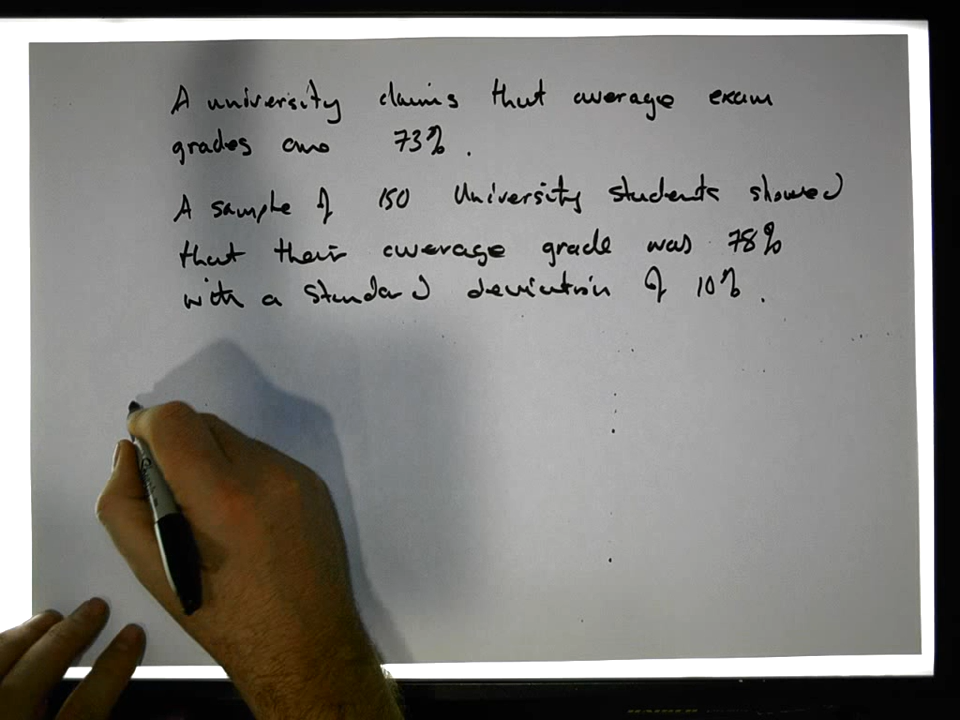 A university claims that average exam
grades are 73%.
A sample of 150 University students showed
that their average grade was 78%
with a standard deviation of 10%.